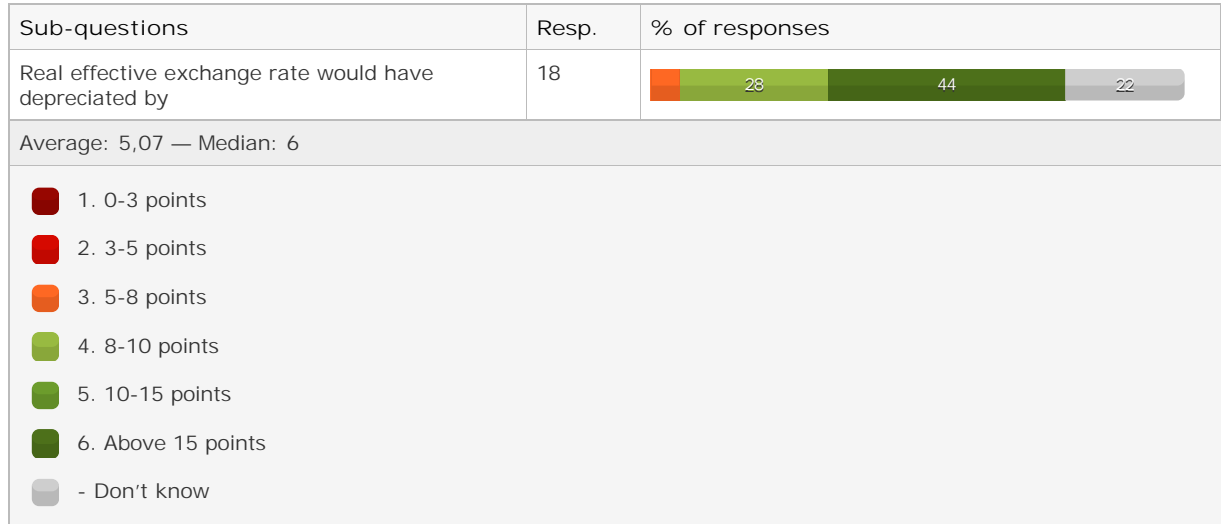 Sub-questions Resp. % of responses
Real effective exchange rate would have 18 28 44 22
depreciated by
Average: 5,07 — Median: 6
1. 0-3 points
2. 3-5 points
3. 5-8 points
4. 8-10 points
5. 10-15 points
6. Above 15 points
- Don't know